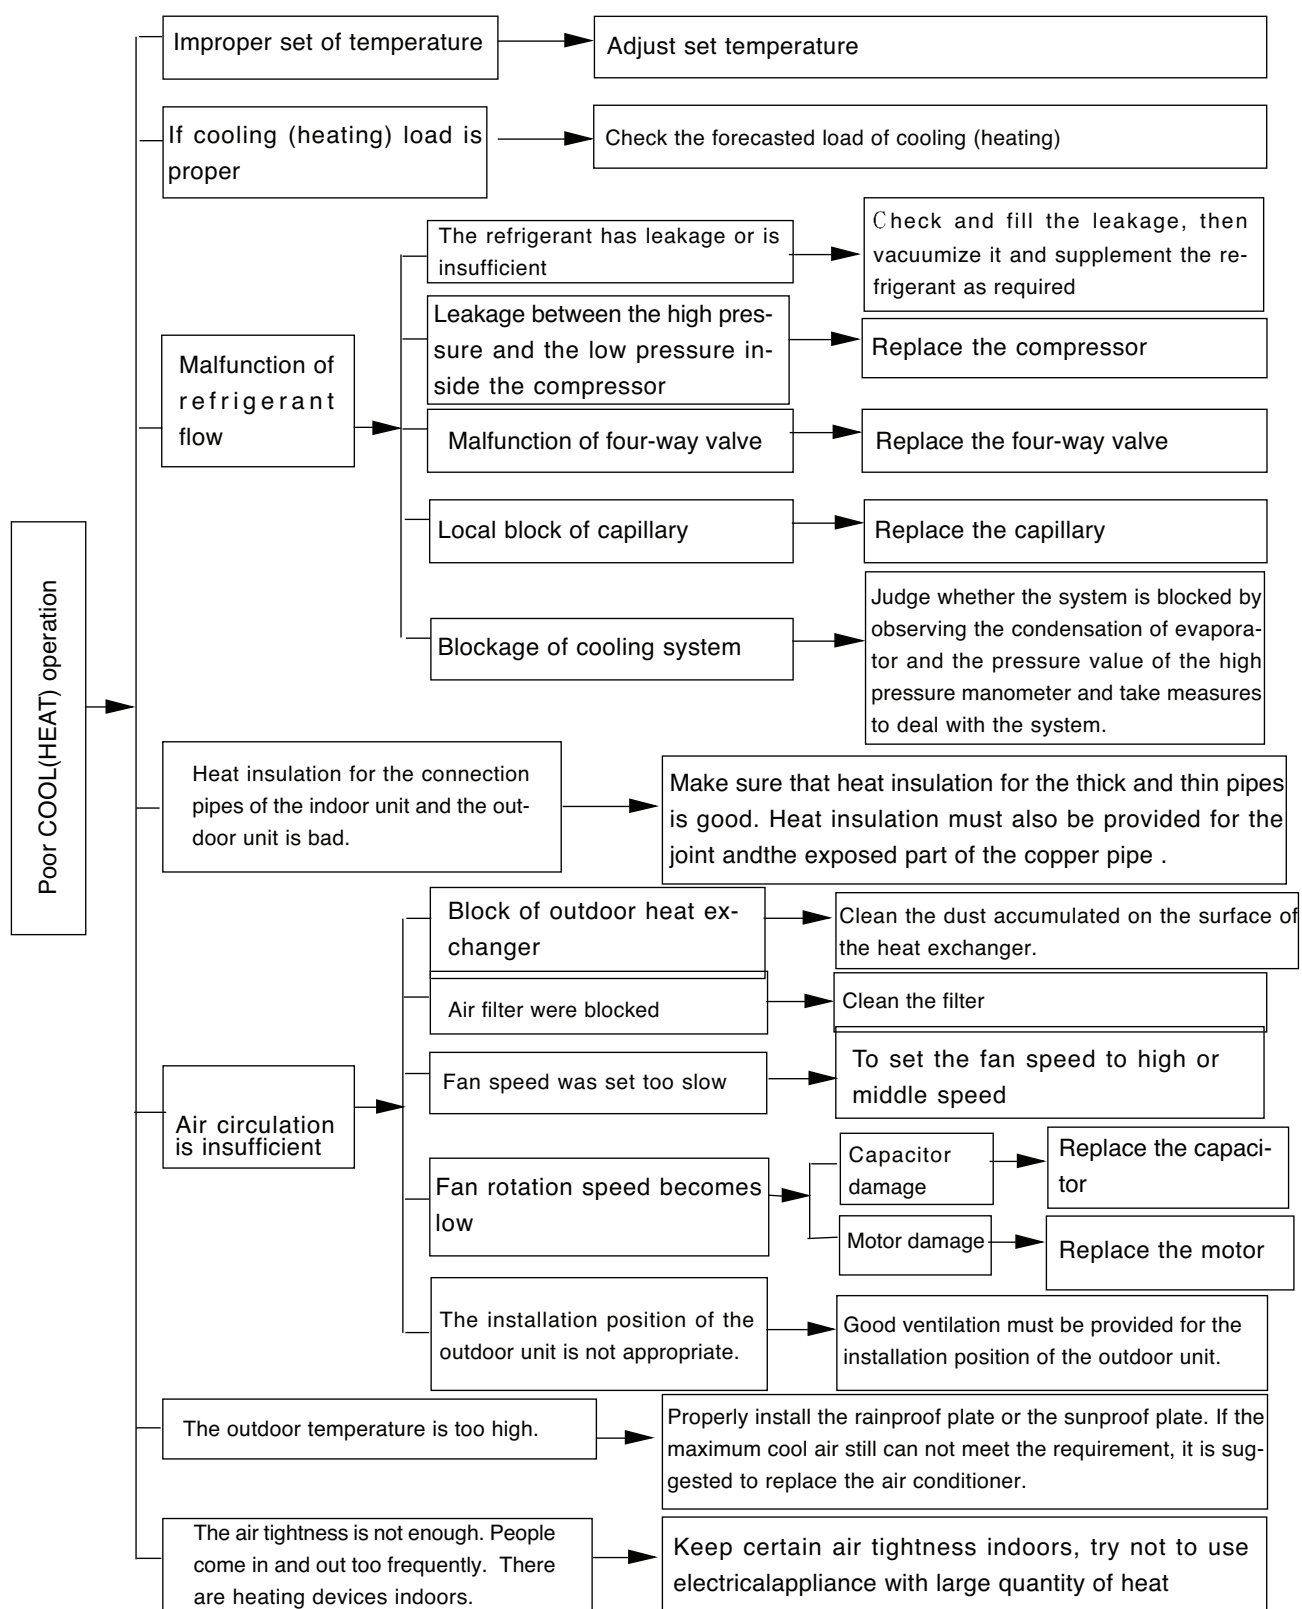 Poor COOL(HEAT) operation
Improper set of temperature
Adjust set temperature
If cooling (heating) load is
proper
Check the forecasted load of cooling (heating)
Malfunction of
refrigerant
flow
The refrigerant has leakage or is
insufficient
Check and fill the leakage, then
vacuumize it and supplement the re-
frigerant as required
Leakage between the high pres-
sure and the low pressure in-
side the compressor
Replace the compressor
Malfunction of four-way valve
Replace the four-way valve
Local block of capillary
Replace the capillary
Blockage of cooling system
Judge whether the system is blocked by
observing the condensation of evapora-
tor and the pressure value of the high
pressure manometer and take measures
to deal with the system.
Heat insulation for the connection
pipes of the indoor unit and the out-
door unit is bad.
Make sure that heat insulation for the thick and thin pipes
is good. Heat insulation must also be provided for the
joint andthe exposed part of the copper pipe .
Air circulation
is insufficient
Block of outdoor heat ex-
changer
Clean the dust accumulated on the surface of
the heat exchanger.
Air filter were blocked
Clean the filter
Fan speed was set too slow
To set the fan speed to high or
middle speed
Fan rotation speed becomes
low
Capacitor
damage
Replace the capaci-
tor
Motor damage
Replace the motor
The installation position of the
outdoor unit is not appropriate.
Good ventilation must be provided for the
installation position of the outdoor unit.
The outdoor temperature is too high.
Properly install the rainproof plate or the sunproof plate. If the
maximum cool air still can not meet the requirement, it is sug-
gested to replace the air conditioner.
The air tightness is not enough. People
come in and out too frequently. There
are heating devices indoors.
Keep certain air tightness indoors, try not to use
electricalappliance with large quantity of heat